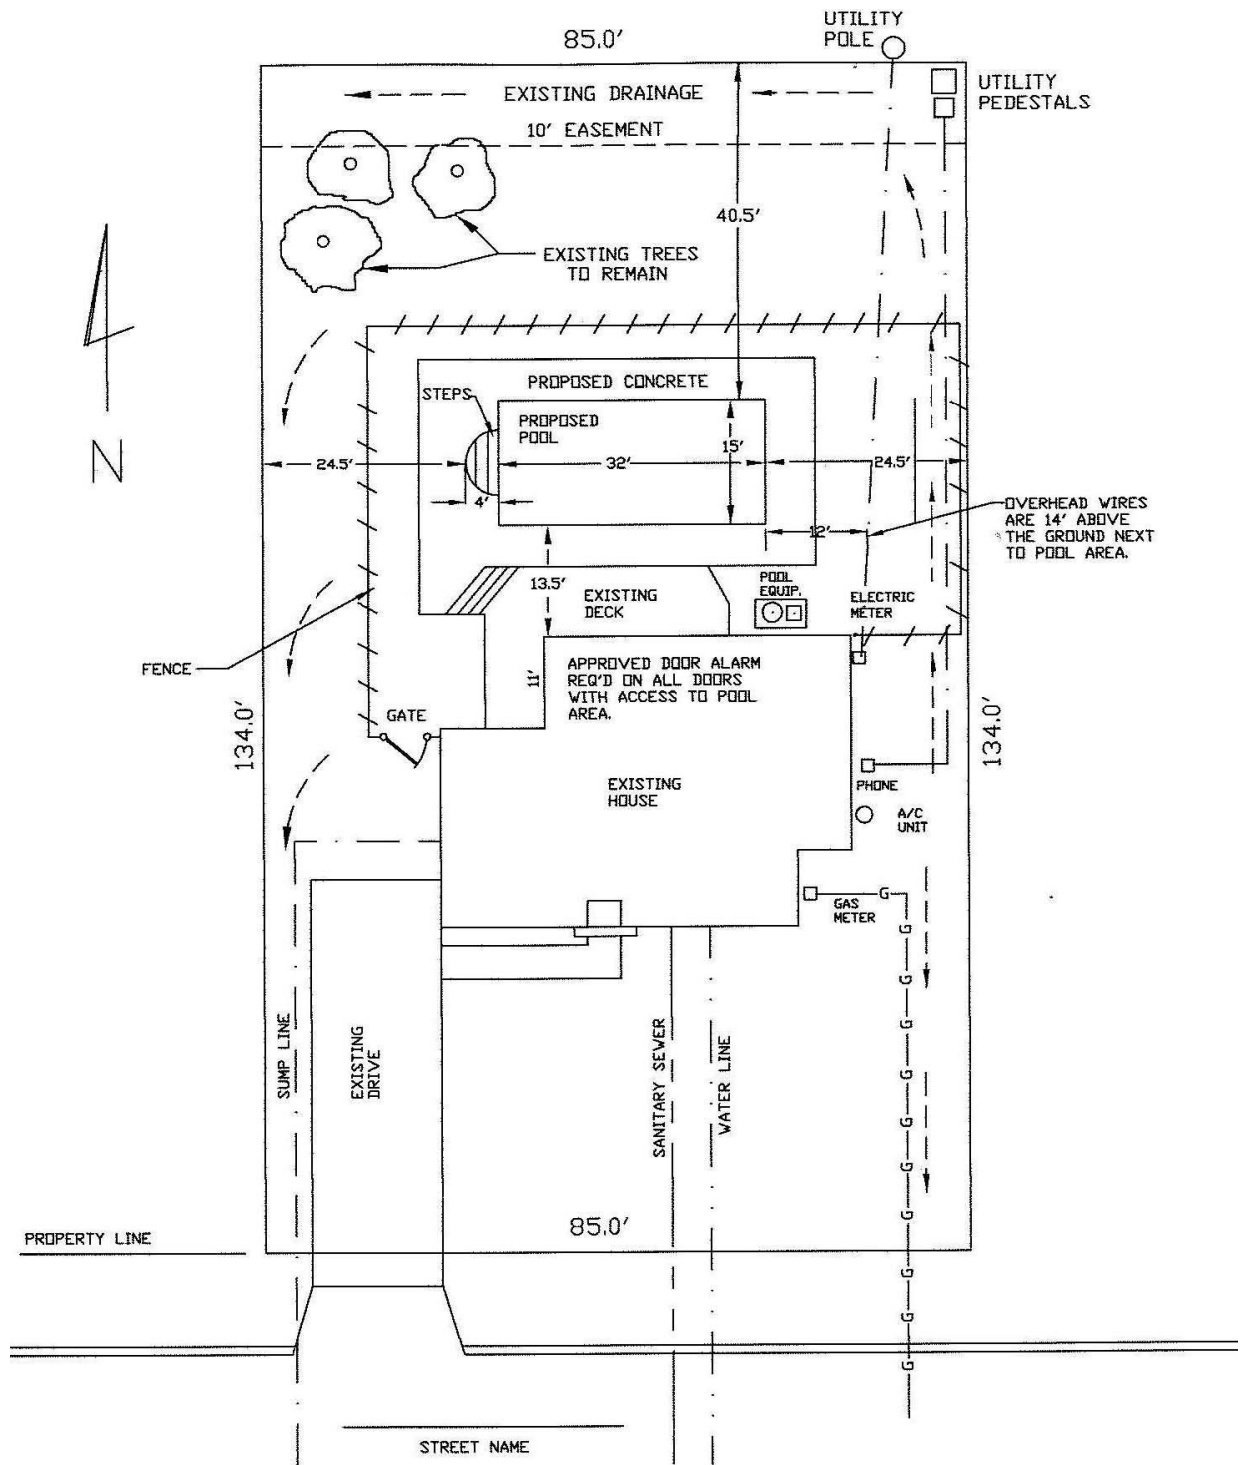 UTILITY
POLE
85.0'
UTILITY
PEDESTALS
EXISTING DRAINAGE
10' EASEMENT
40.5'
EXISTING TREES
TO REMAIN
PROPOSED CONCRETE
STEPS
PROPOSED
POOL
15'
24.5'
32'
24.5'
4'
12'
OVERHEAD WIRES
ARE 14' ABOVE
THE GROUND NEXT
TO POOL AREA.
N
13.5'
EXISTING
DECK
POOL
EQUIP.
ELECTRIC
METER
FENCE
11'
APPROVED DOOR ALARM
REQ'D ON ALL DOORS
WITH ACCESS TO POOL
AREA.
GATE
134.0'
134.0'
EXISTING
HOUSE
PHONE
A/C
UNIT
G
GAS
METER
G
G
G
G
G
G
G
G
G
G
SUMP LINE
EXISTING
DRIVE
SANITARY SEWER
WATER LINE
85.0'
PROPERTY LINE
STREET NAME